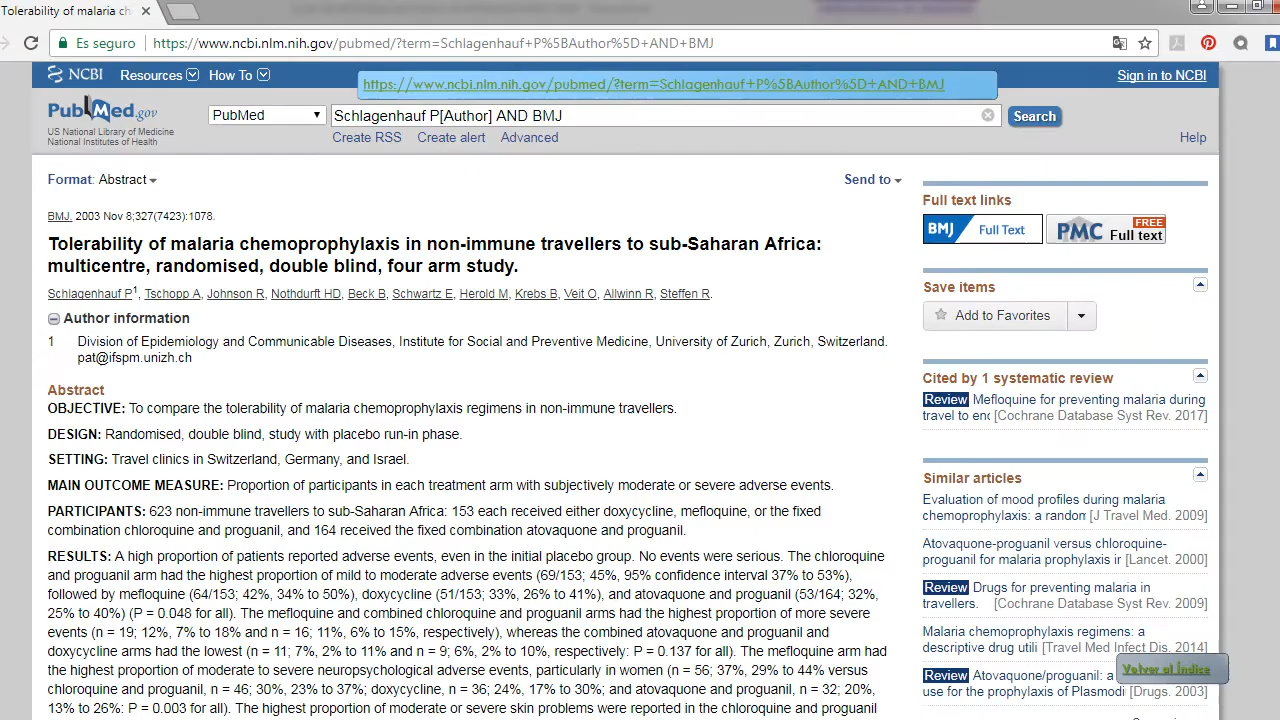 Tolerability of malaria ch
Es seguro
https://www.ncbi.nlm.nih.gov/pubmed/?term=Schlagenhauf+P%5BAuthor%5D+AND+BMJ
NCBI Resources How To
https://www.ncbi.nlm.nih.gov/pubmed/?term=Schlagenhauf+P%5BAuthor%5D+AND+BMJ
Sign in to NCBI
PubMed.gov
US National Library of Medicine
National Institutes of Health
PubMed
Schlagenhauf P[Author] AND BMJ
Search
Create RSS Create alert Advanced
Help
Format: Abstract
Send to
BMJ. 2003 Nov 8;327(7423):1078.
Tolerability of malaria chemoprophylaxis in non-immune travellers to sub-Saharan Africa:
multicentre, randomised, double blind, four arm study.
Schlagenhauf P1, Tschopp A, Johnson R, Nothdurft HD, Beck B, Schwartz E, Herold M, Krebs B, Veit O, Allwinn R, Steffen R.
Author information
1 Division of Epidemiology and Communicable Diseases, Institute for Social and Preventive Medicine, University of Zurich, Zurich, Switzerland.
pat@ifspm.unizh.ch
Abstract
OBJECTIVE: To compare the tolerability of malaria chemoprophylaxis regimens in non-immune travellers.
DESIGN: Randomised, double blind, study with placebo run-in phase.
SETTING: Travel clinics in Switzerland, Germany, and Israel.
MAIN OUTCOME MEASURE: Proportion of participants in each treatment arm with subjectively moderate or severe adverse events.
PARTICIPANTS: 623 non-immune travellers to sub-Saharan Africa: 153 each received either doxycycline, mefloquine, or the fixed
combination chloroquine and proguanil, and 164 received the fixed combination atovaquone and proguanil.
RESULTS: A high proportion of patients reported adverse events, even in the initial placebo group. No events were serious. The chloroquine
and proguanil arm had the highest proportion of mild to moderate adverse events (69/153; 45%, 95% confidence interval 37% to 53%),
followed by mefloquine (64/153; 42%, 34% to 50%), doxycycline (51/153; 33%, 26% to 41%), and atovaquone and proguanil (53/164; 32%,
25% to 40%) (P = 0.048 for all). The mefloquine and combined chloroquine and proguanil arms had the highest proportion of more severe
events (n = 19; 12%, 7% to 18% and n = 16; 11%, 6% to 15%, respectively), whereas the combined atovaquone and proguanil and
doxycycline arms had the lowest (n = 11; 7%, 2% to 11% and n = 9; 6%, 2% to 10%, respectively: P = 0.137 for all). The mefloquine arm had
the highest proportion of moderate to severe neuropsychological adverse events, particularly in women (n = 56; 37%, 29% to 44% versus
chloroquine and proguanil, n = 46; 30%, 23% to 37%; doxycycline, n = 36; 24%, 17% to 30%; and atovaquone and proguanil, n = 32; 20%,
13% to 26%: P = 0.003 for all). The highest proportion of moderate or severe skin problems were reported in the chloroquine and proguanil
Full text links
BMJ Full Text
PMC FREE Full text
Save items
Add to Favorites
Cited by 1 systematic review
Review Mefloquine for preventing malaria during
travel to end [Cochrane Database Syst Rev. 2017]
Similar articles
Evaluation of mood profiles during malaria
chemoprophylaxis: a random [J Travel Med. 2009]
Atovaquone-proguanil versus chloroquine-
proguanil for malaria prophylaxis ir [Lancet. 2000]
Review Drugs for preventing malaria in
travellers. [Cochrane Database Syst Rev. 2009]
Malaria chemoprophylaxis regimens: a
descriptive drug utili [Travel Med Infect Dis. 2014]
Review Atovaquone/proguanil: a
use for the prophylaxis of Plasmodi [Drugs. 2003]
Volver al Índice